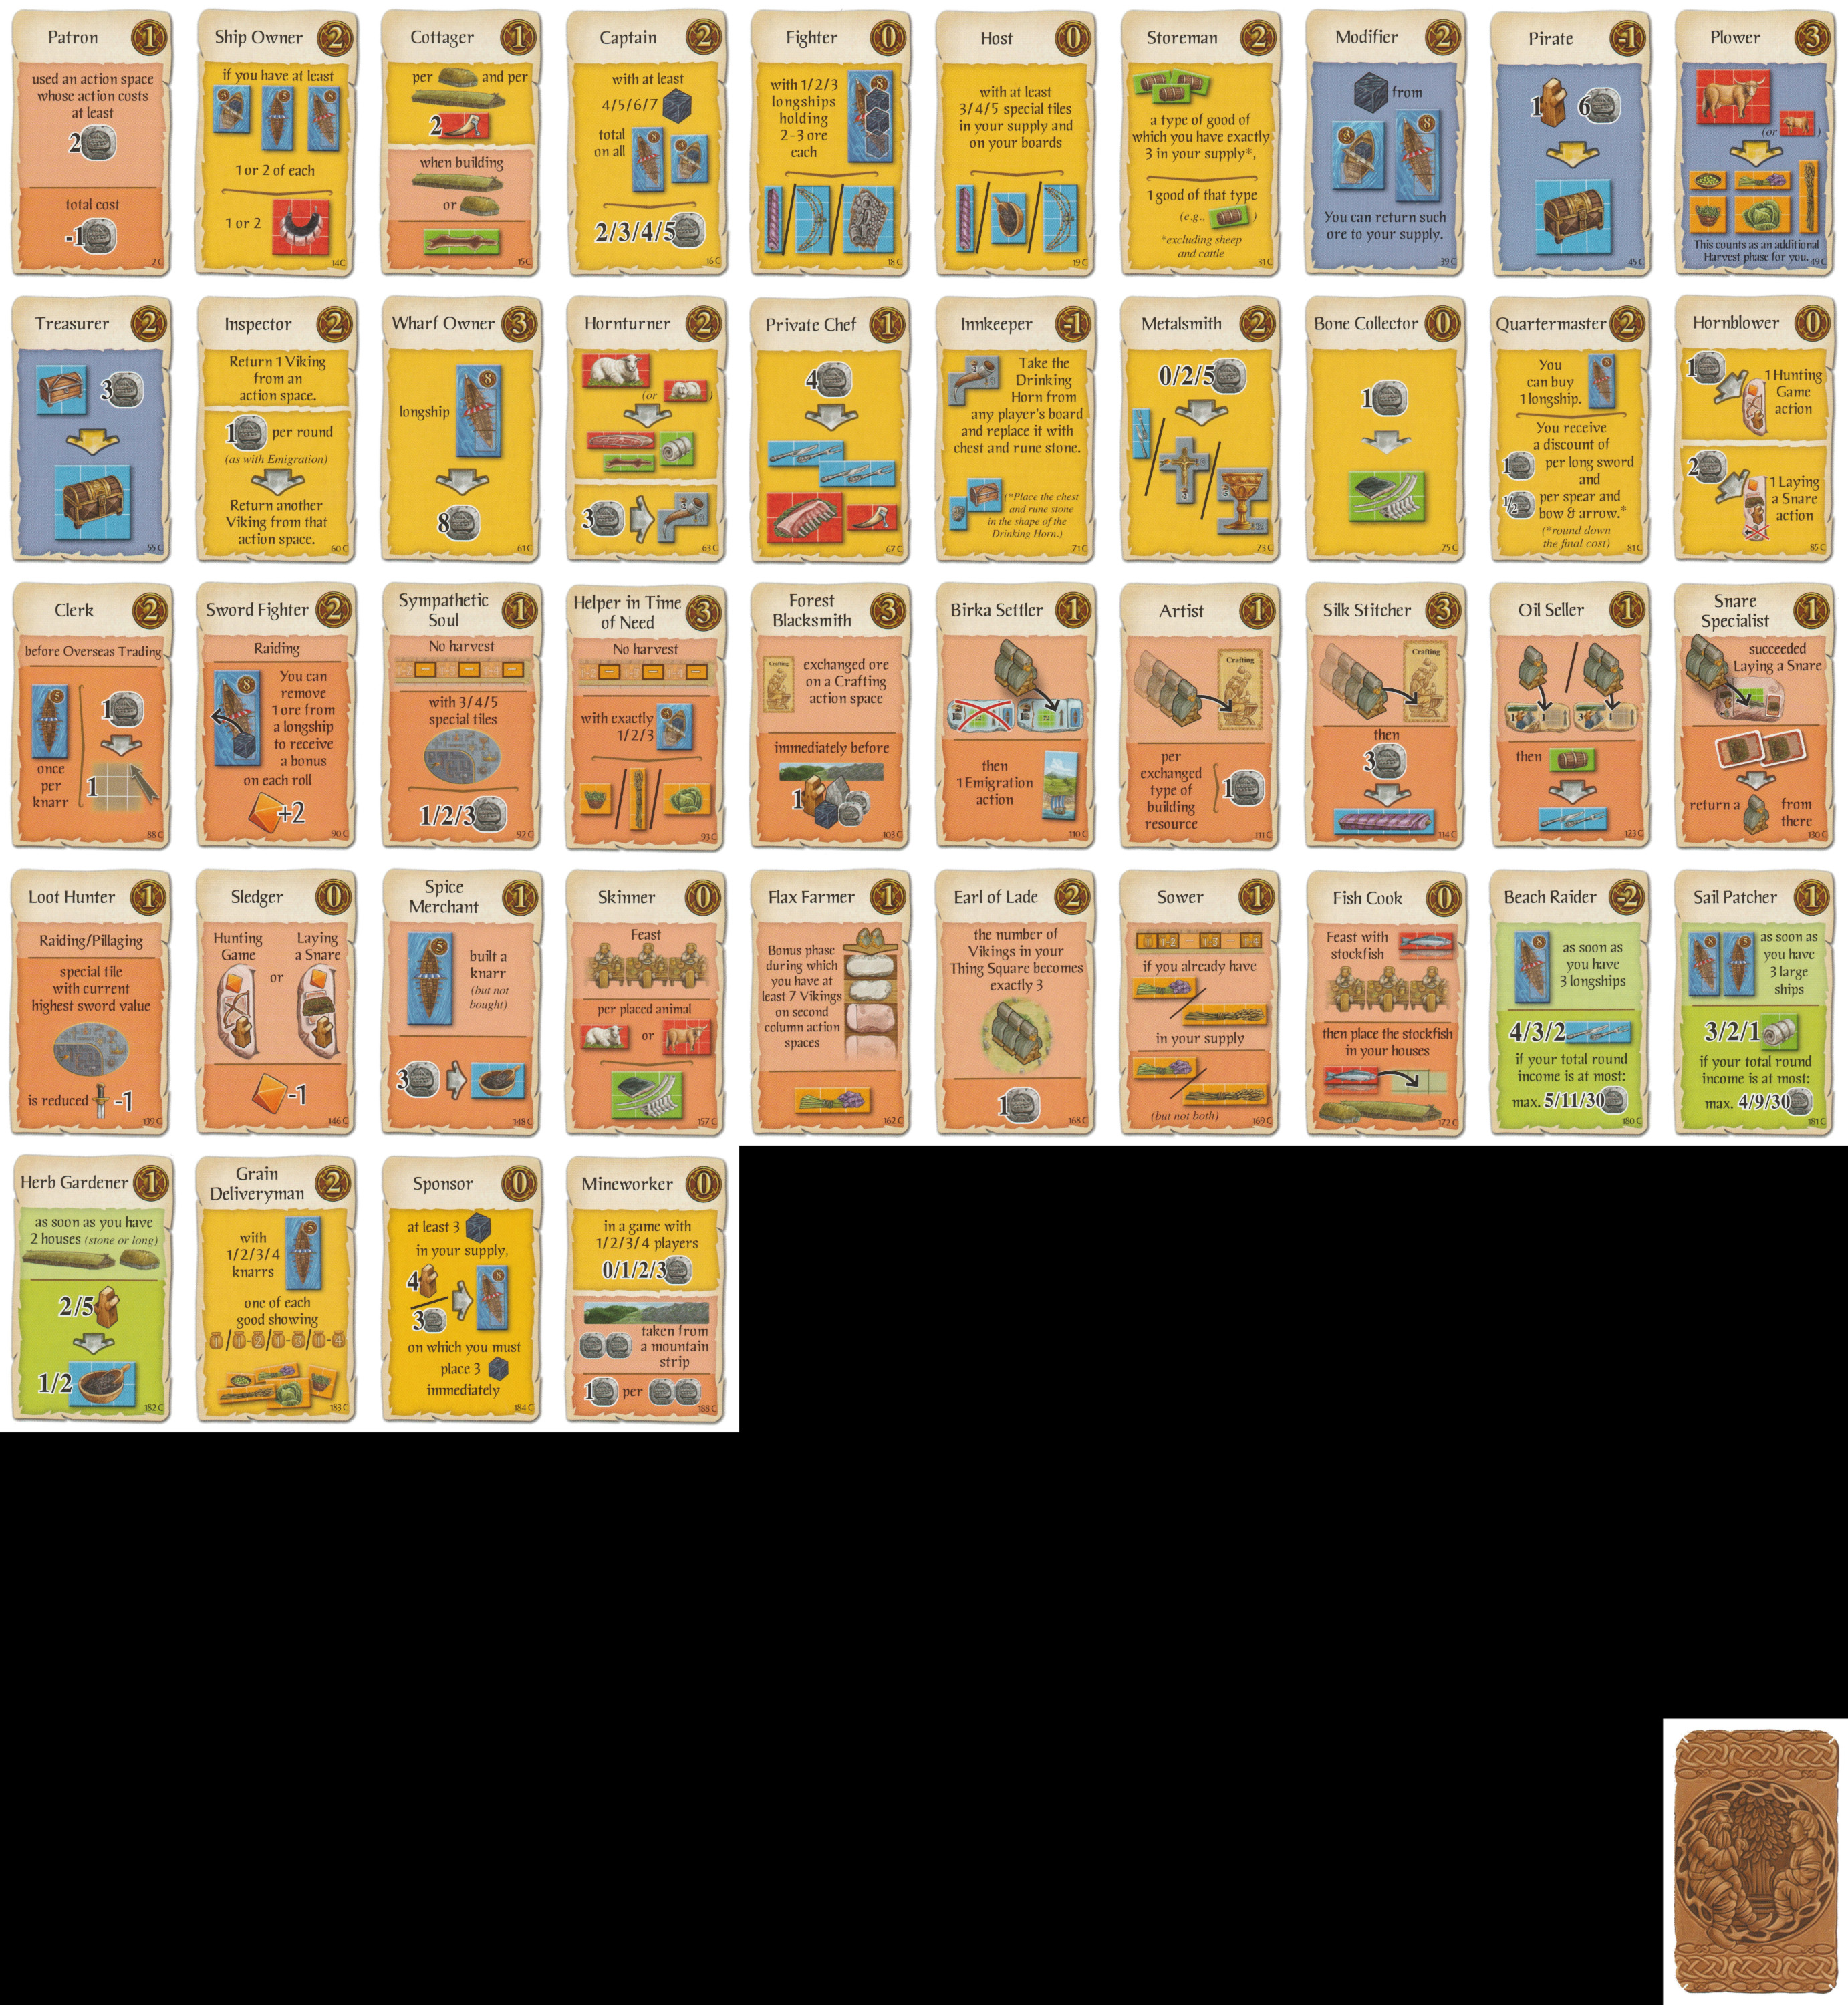 Patron 1
used an action space
whose action costs
at least
2
total cost
-1
2C
Ship Owner 2
if you have at least
3 5 8
1 or 2 of each
1 or 2
14C
Cottager 1
per and per
2
when building
or
15C
Captain 2
with at least
4/5/6/7
total
on all
8 3
2/3/4/5
16 C
Fighter 0
with 1/2/3
longships
holding
2-3 ore
each
8
/ /
18 C
Host 0
with at least
3/4/5 special tiles
in your supply and
on your boards
/ /
19C
Storeman 2
a type of good of
which you have exactly
3 in your supply*,
1 good of that type
(e.g., )
*excluding sheep
and cattle
31C
Modifier 2
from
3 8
You can return such
ore to your supply.
39C
Pirate -1
1 6
45C
Plower 3
(or )
This counts as an additional
Harvest phase for you.
49C
Treasurer 2
3
55C
Inspector 2
Return 1 Viking
from an
action space.
1 per round
(as with Emigration)
Return another
Viking from that
action space.
60C
Wharf Owner 3
longship
8
8
61C
Hornturner 2
(or )
3
63C
Private Chef 1
4
67C
Innkeeper -1
Take the
Drinking
Horn from
any player's board
and replace it with
chest and rune stone.
(*Place the chest
and rune stone
in the shape of the
Drinking Horn.)
71C
Metalsmith 2
0/2/5
/ /
73C
Bone Collector 0
1
75C
Quartermaster 2
You
can buy
1 longship.
8
You receive
a discount of
1 per long sword
and
1/2 per spear and
bow & arrow.*
(*round down
the final cost)
81C
Hornblower 0
1
1 Hunting
Game
action
2
1 Laying
a Snare
action
85C
Clerk 2
before Overseas Trading
5
once
per
knarr
1
1
88C
Sword Fighter 2
Raiding
8
You can
remove
1 ore from
a longship
to receive
a bonus
on each roll
+2
90C
Sympathetic
Soul 1
No harvest
- - -
with 3/4/5
special tiles
1/2/3
92C
Helper in Time
of Need 3
No harvest
- - -
with exactly
1/2/3
3
/ /
93C
Forest
Blacksmith 3
Crafting
exchanged ore
on a Crafting
action space
immediately before
1
103C
Birka Settler 1
then
1 Emigration
action
110C
Artist 1
Crafting
per
exchanged
type of
building
resource
1
111C
Silk Stitcher 3
Crafting
then
3
114C
Oil Seller 1
/
then
123C
Snare
Specialist 1
succeeded
Laying a Snare
return a from
there
130C
Loot Hunter 1
Raiding/Pillaging
special tile
with current
highest sword value
is reduced -1
139C
Sledger 0
Hunting
Game
or
Laying
a Snare
-1
146C
Spice
Merchant 1
5
built a
knarr
(but not
bought)
3
148C
Skinner 0
Feast
per placed animal
or
157C
Flax Farmer 1
Bonus phase
during which
you have at
least 7 Vikings
on second
column action
spaces
162C
Earl of Lade 2
the number of
Vikings in your
Thing Square becomes
exactly 3
1
168C
Sower 1
if you already have
/
in your supply
/
(but not both)
169C
Fish Cook 0
Feast with
stockfish
then place the stockfish
in your houses
172C
Beach Raider -2
8
as soon as
you have
3 longships
4/3/2
if your total round
income is at most:
max. 5/11/30
180C
Sail Patcher 1
8 5
as soon as
you have
3 large
ships
3/2/1
if your total round
income is at most:
max. 4/9/30
181C
Herb Gardener 1
as soon as you have
2 houses (stone or long)
2/5
1/2
182C
Grain
Deliveryman 2
with
1/2/3/4
knarrs
5
one of each
good showing
183C
Sponsor 0
at least 3
in your supply,
4
3
8
on which you must
place 3
immediately
184C
Mineworker 0
in a game with
1/2/3/4 players
0/1/2/3
taken from
a mountain
strip
1 per
188C